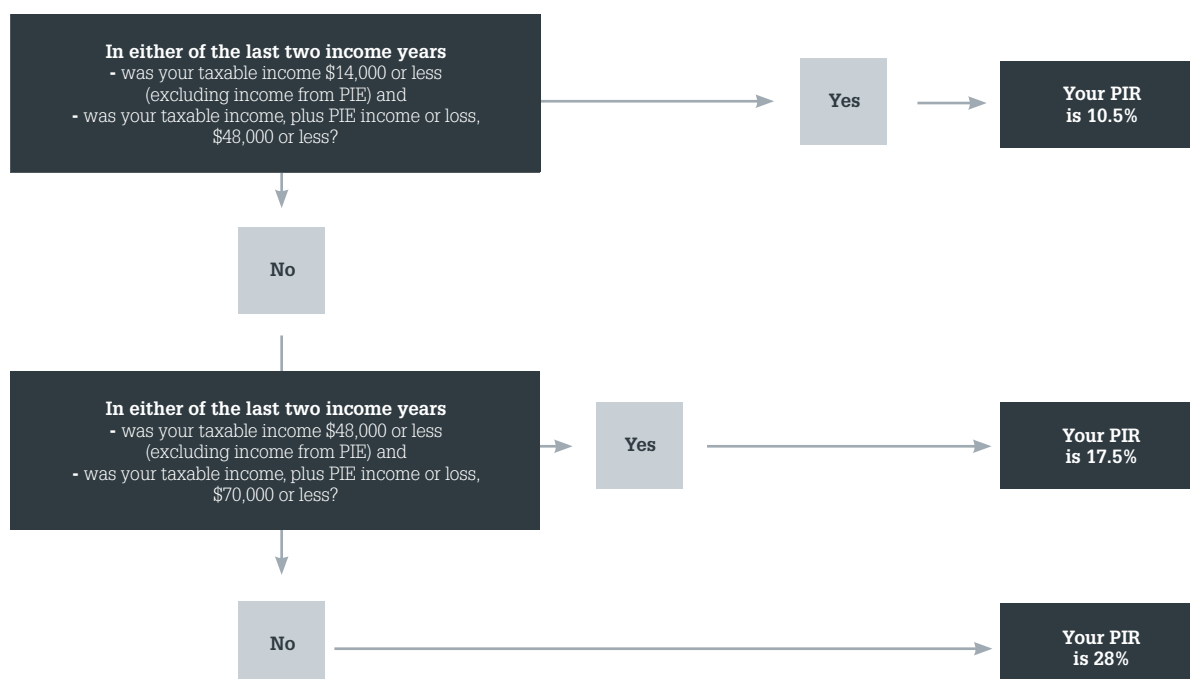 In either of the last two income years
- was your taxable income $14,000 or less
(excluding income from PIE) and
- was your taxable income, plus PIE income or loss,
$48,000 or less?
Yes
Your PIR
is 10.5%
No
In either of the last two income years
- was your taxable income $48,000 or less
(excluding income from PIE) and
- was your taxable income, plus PIE income or loss,
$70,000 or less?
Yes
Your PIR
is 17.5%
No
Your PIR
is 28%